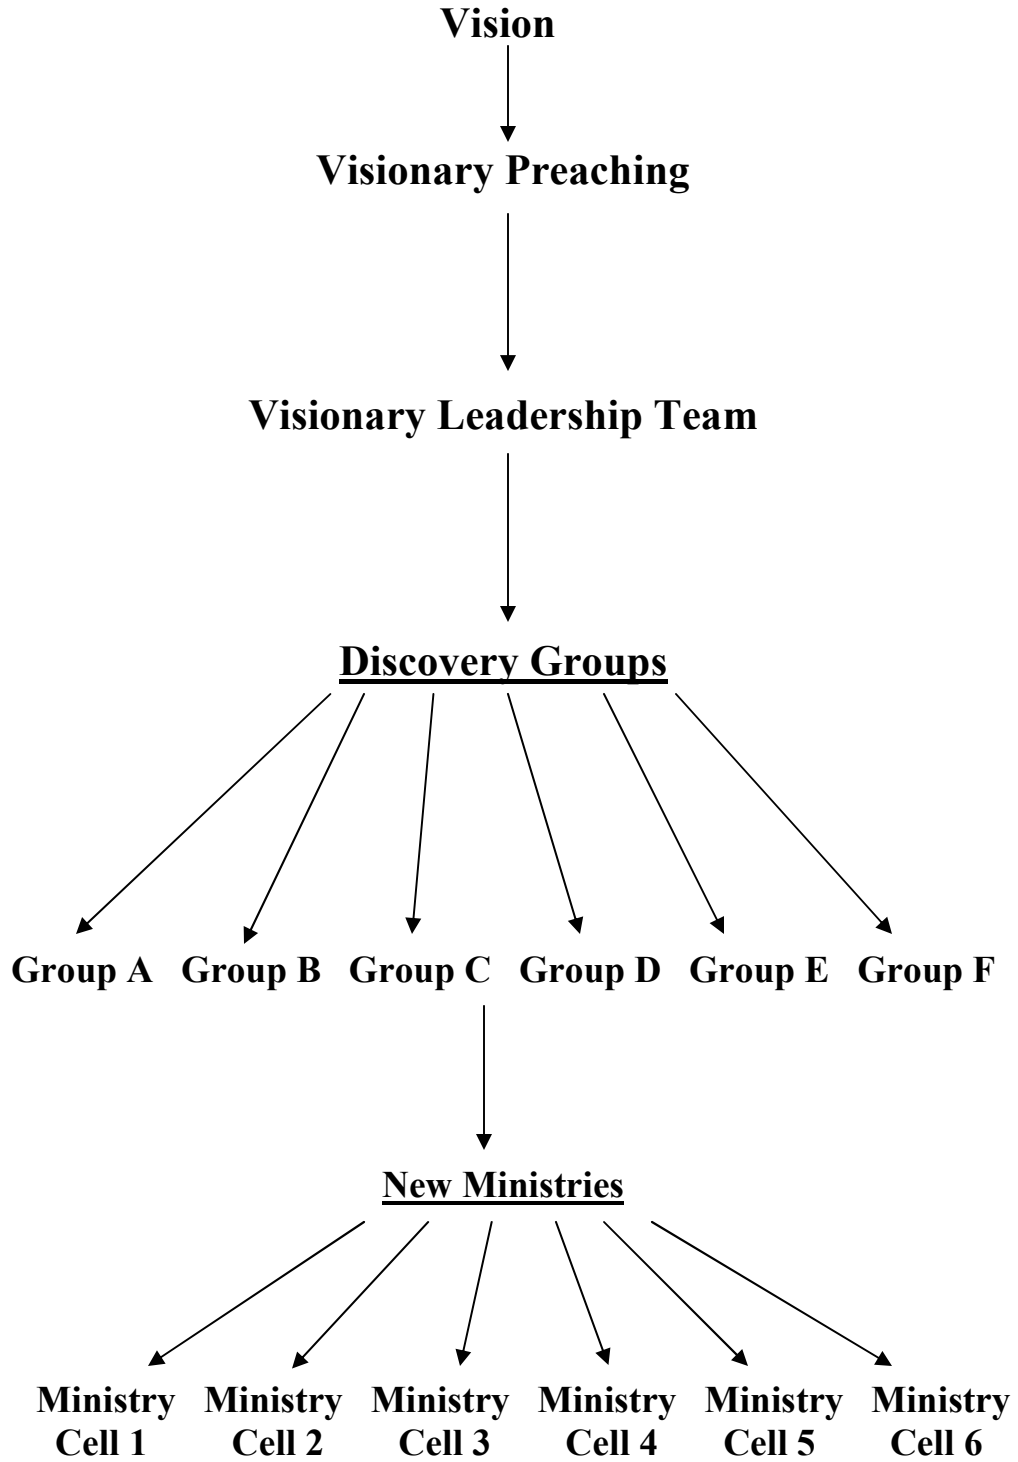 Vision
Visionary Preaching
Visionary Leadership Team
Discovery Groups
Group A Group B Group C Group D Group E Group F
New Ministries
Ministry Ministry Ministry Ministry Ministry Ministry
Cell 1 Cell 2 Cell 3 Cell 4 Cell 5 Cell 6